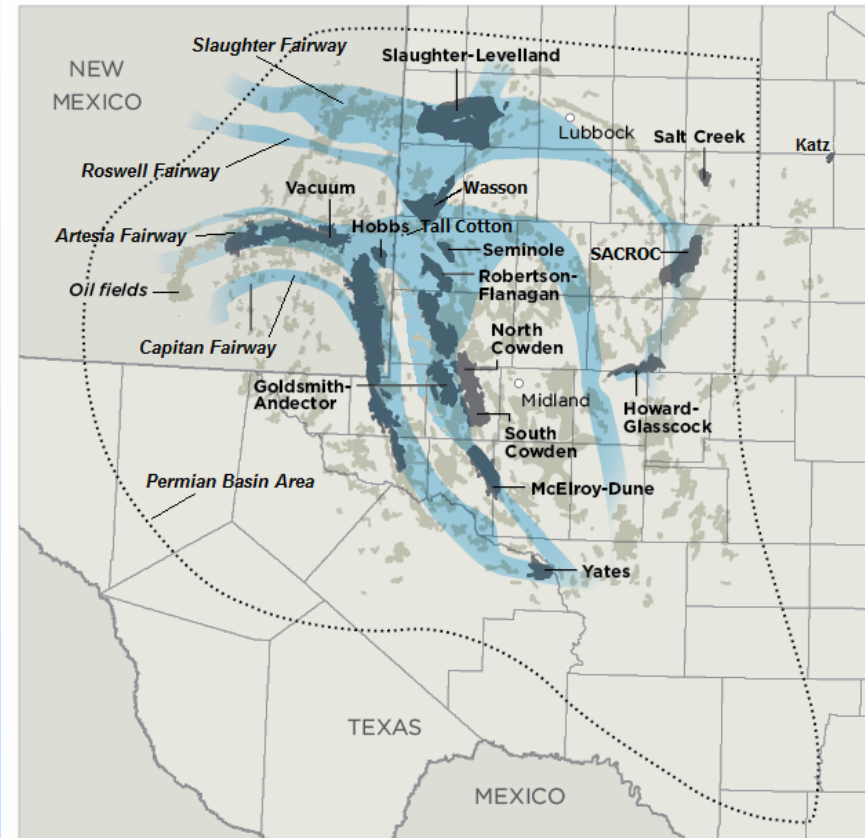 Slaughter Fairway
Slaughter-Levelland
NEW
MEXICO
Lubbock
Salt Creek
Katz
Roswell Fairway
Vacuum
Wasson
Artesia Fairway
Hobbs
Tall Cotton
Seminole
SACROC
Oil fields
Robertson-
Flanagan
Capitan Fairway
North
Cowden
Goldsmith-
Andector
Midland
Howard-
Glasscock
South
Cowden
Permian Basin Area
McElroy-Dune
Yates
TEXAS
MEXICO